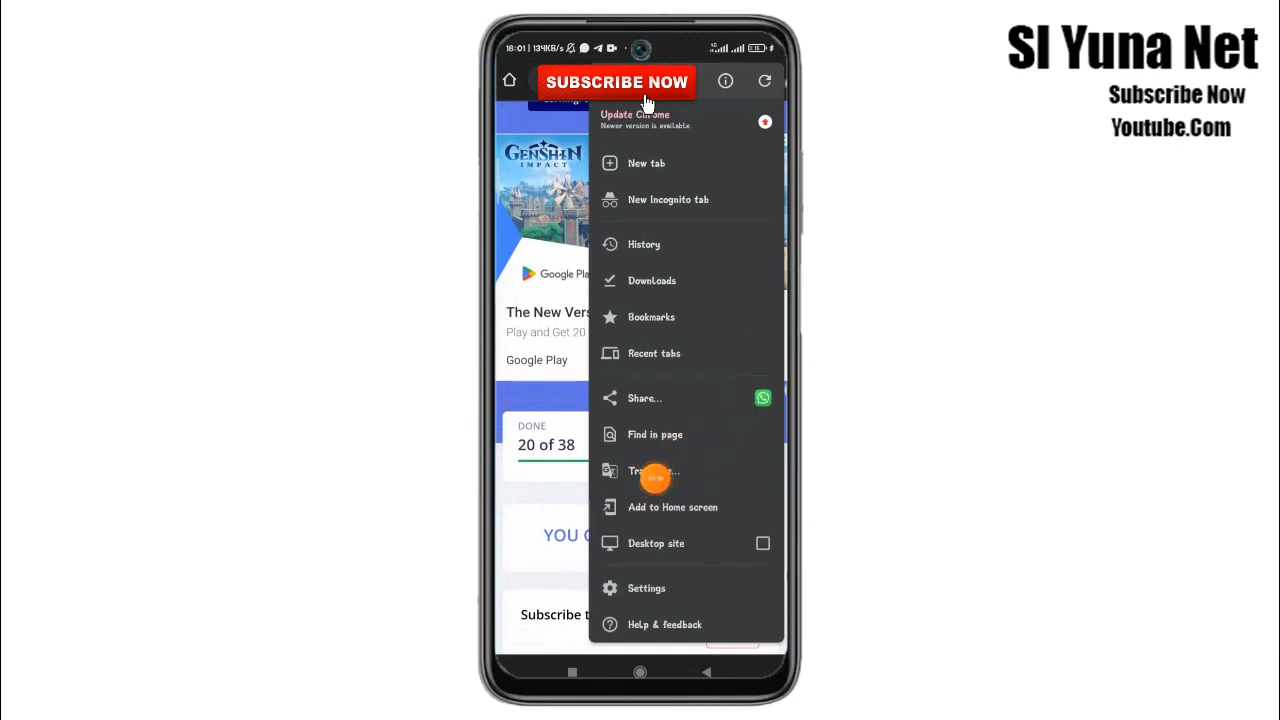 SI Yuna Net
Subscribe Now
Youtube.Com
18:01 | 134KB/s
SUBSCRIBE NOW
Update Chrome
Newer version is available
New tab
New Incognito tab
History
Downloads
Bookmarks
Recent tabs
Share...
Find in page
Add to Home screen
Desktop site
Settings
Help & feedback
GENSHIN
IMPACT
Google Pla
The New Vers
Play and Get 20
Google Play
DONE
20 of 38
YOU
Subscribe t